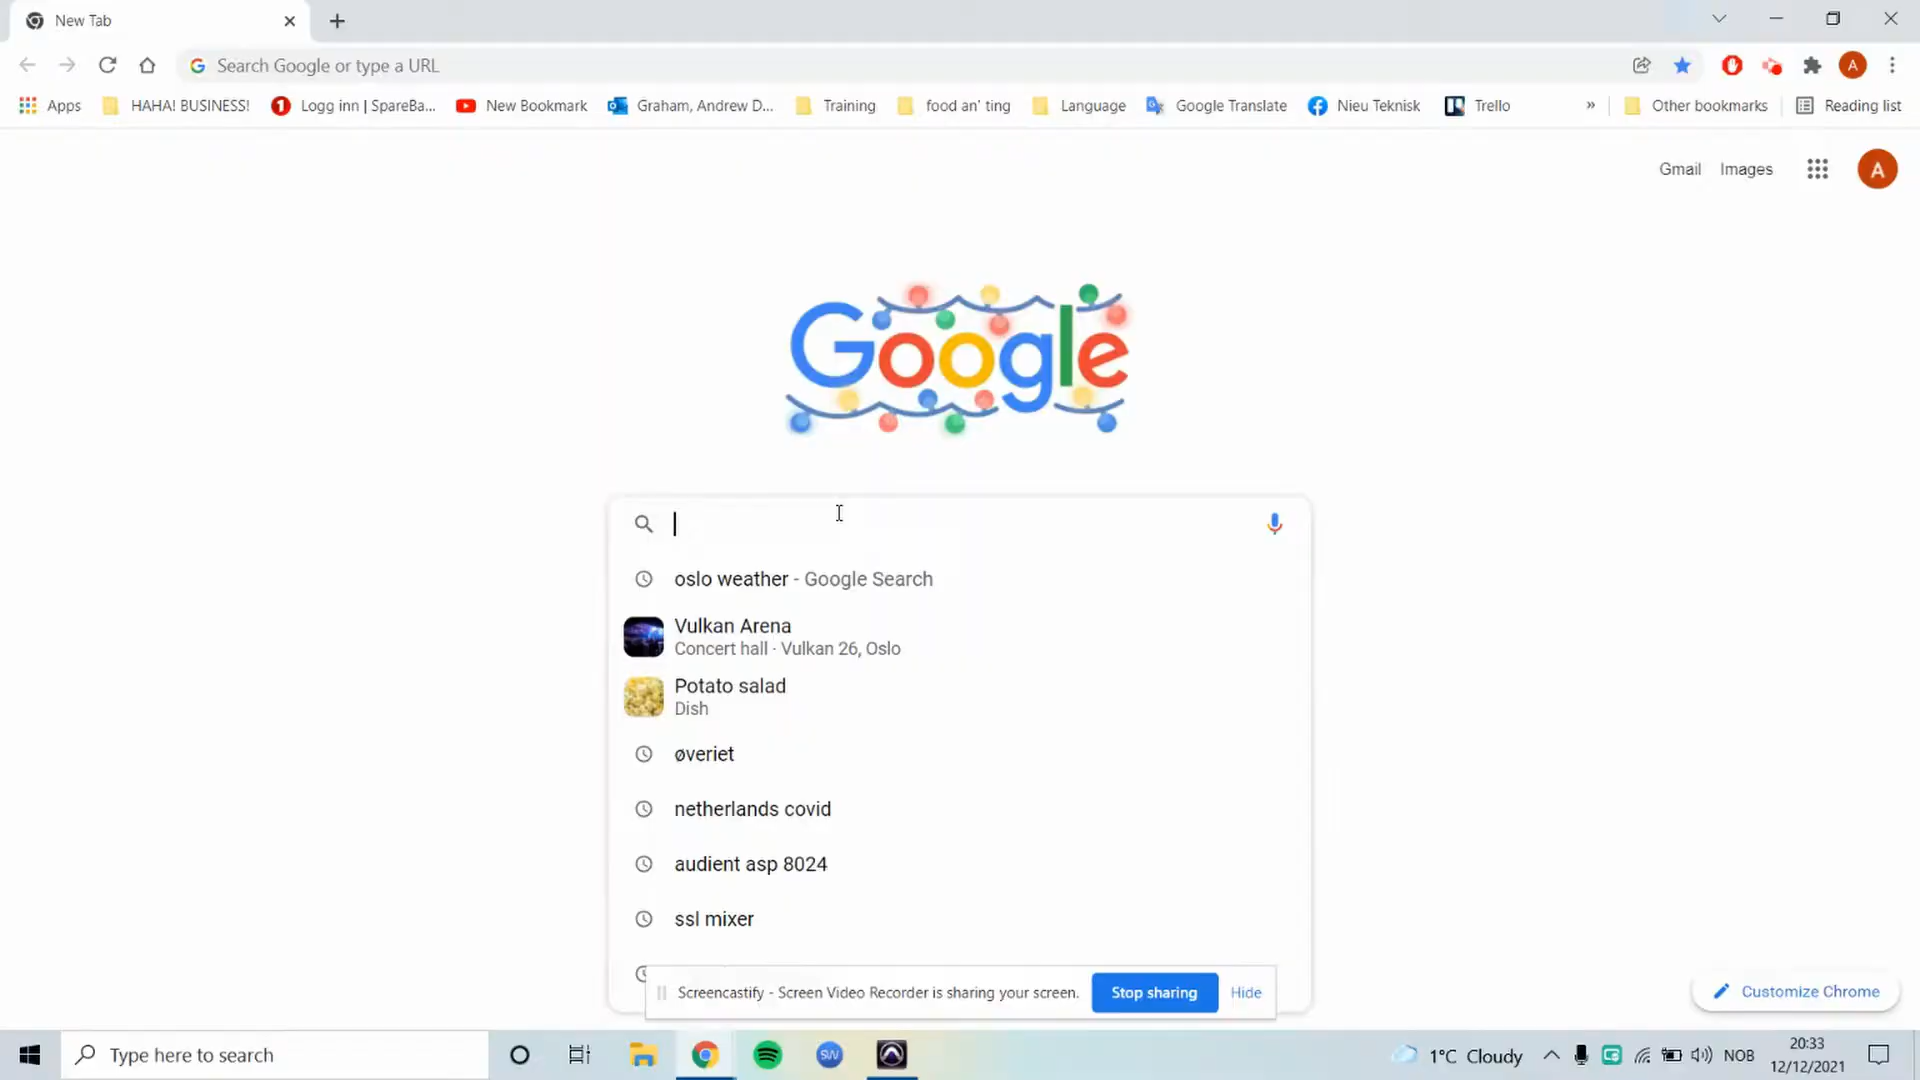 New Tab
Search Google or type a URL
A
Apps HAHA! BUSINESS! 1 Logg inn | SpareBa... New Bookmark Graham, Andrew D... Training food an' ting Language Google Translate Nieu Teknisk Trello » Other bookmarks Reading list
Gmail Images A
Google
oslo weather - Google Search
Vulkan Arena
Concert hall · Vulkan 26, Oslo
Potato salad
Dish
øveriet
netherlands covid
audient asp 8024
ssl mixer
Screencastify - Screen Video Recorder is sharing your screen. Stop sharing Hide
Customize Chrome
Type here to search SW 1°C Cloudy NOB 20:33
12/12/2021